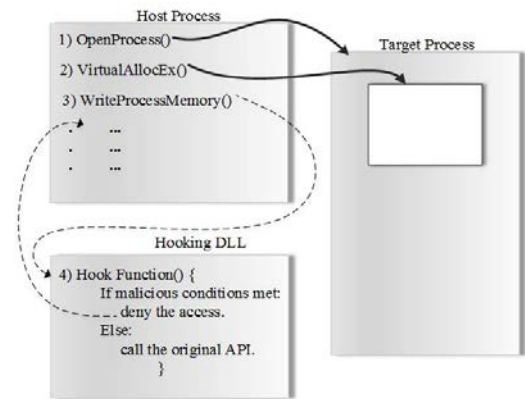 Host Process
1) OpenProcess()
2) VirtualAllocEx()
3) WriteProcessMemory()
. ...
. ...
. ...
Target Process
Hooking DLL
4) Hook Function() {
If malicious conditions met:
deny the access.
Else:
call the original API.
}